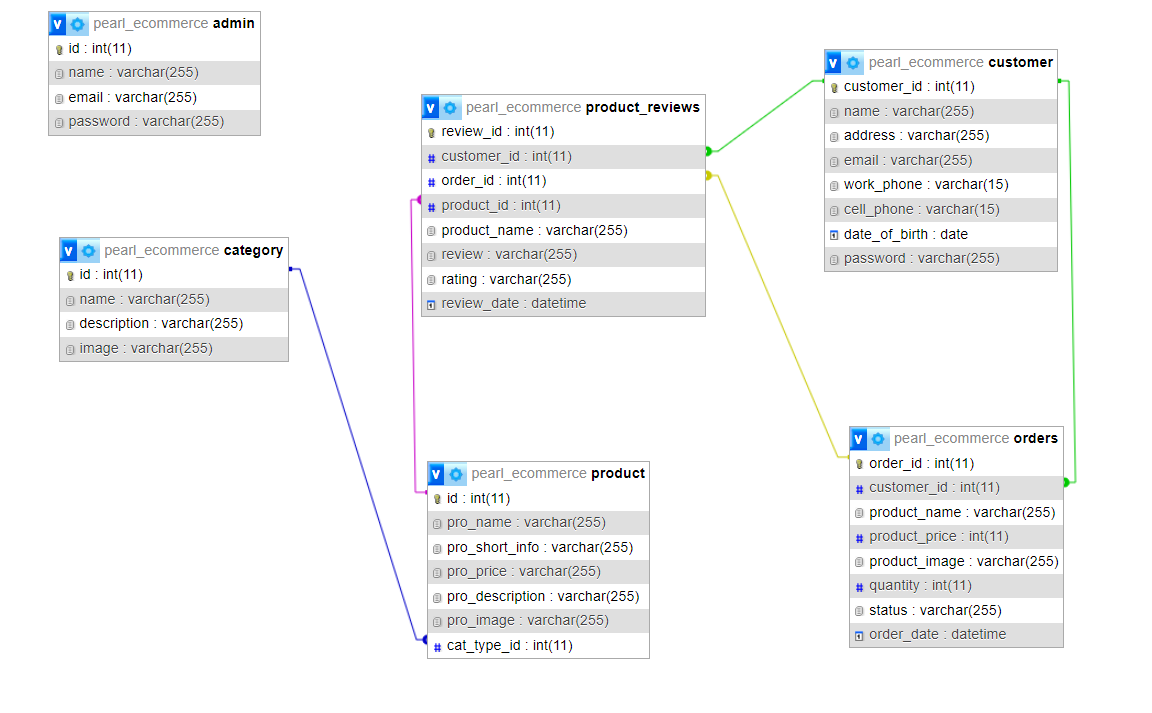 pearl_ecommerce admin
id : int(11)
name : varchar(255)
email : varchar(255)
password : varchar(255)
pearl_ecommerce category
id : int(11)
name : varchar(255)
description : varchar(255)
image : varchar(255)
pearl_ecommerce product_reviews
review_id : int(11)
customer_id : int(11)
order_id : int(11)
product_id : int(11)
product_name : varchar(255)
review : varchar(255)
rating : varchar(255)
review_date : datetime
pearl_ecommerce product
id : int(11)
pro_name : varchar(255)
pro_short_info : varchar(255)
pro_price : varchar(255)
pro_description : varchar(255)
pro_image : varchar(255)
cat_type_id : int(11)
pearl_ecommerce customer
customer_id : int(11)
name : varchar(255)
address : varchar(255)
email : varchar(255)
work_phone : varchar(15)
cell_phone : varchar(15)
date_of_birth : date
password : varchar(255)
pearl_ecommerce orders
order_id : int(11)
customer_id : int(11)
product_name : varchar(255)
product_price : int(11)
product_image : varchar(255)
quantity : int(11)
status : varchar(255)
order_date : datetime